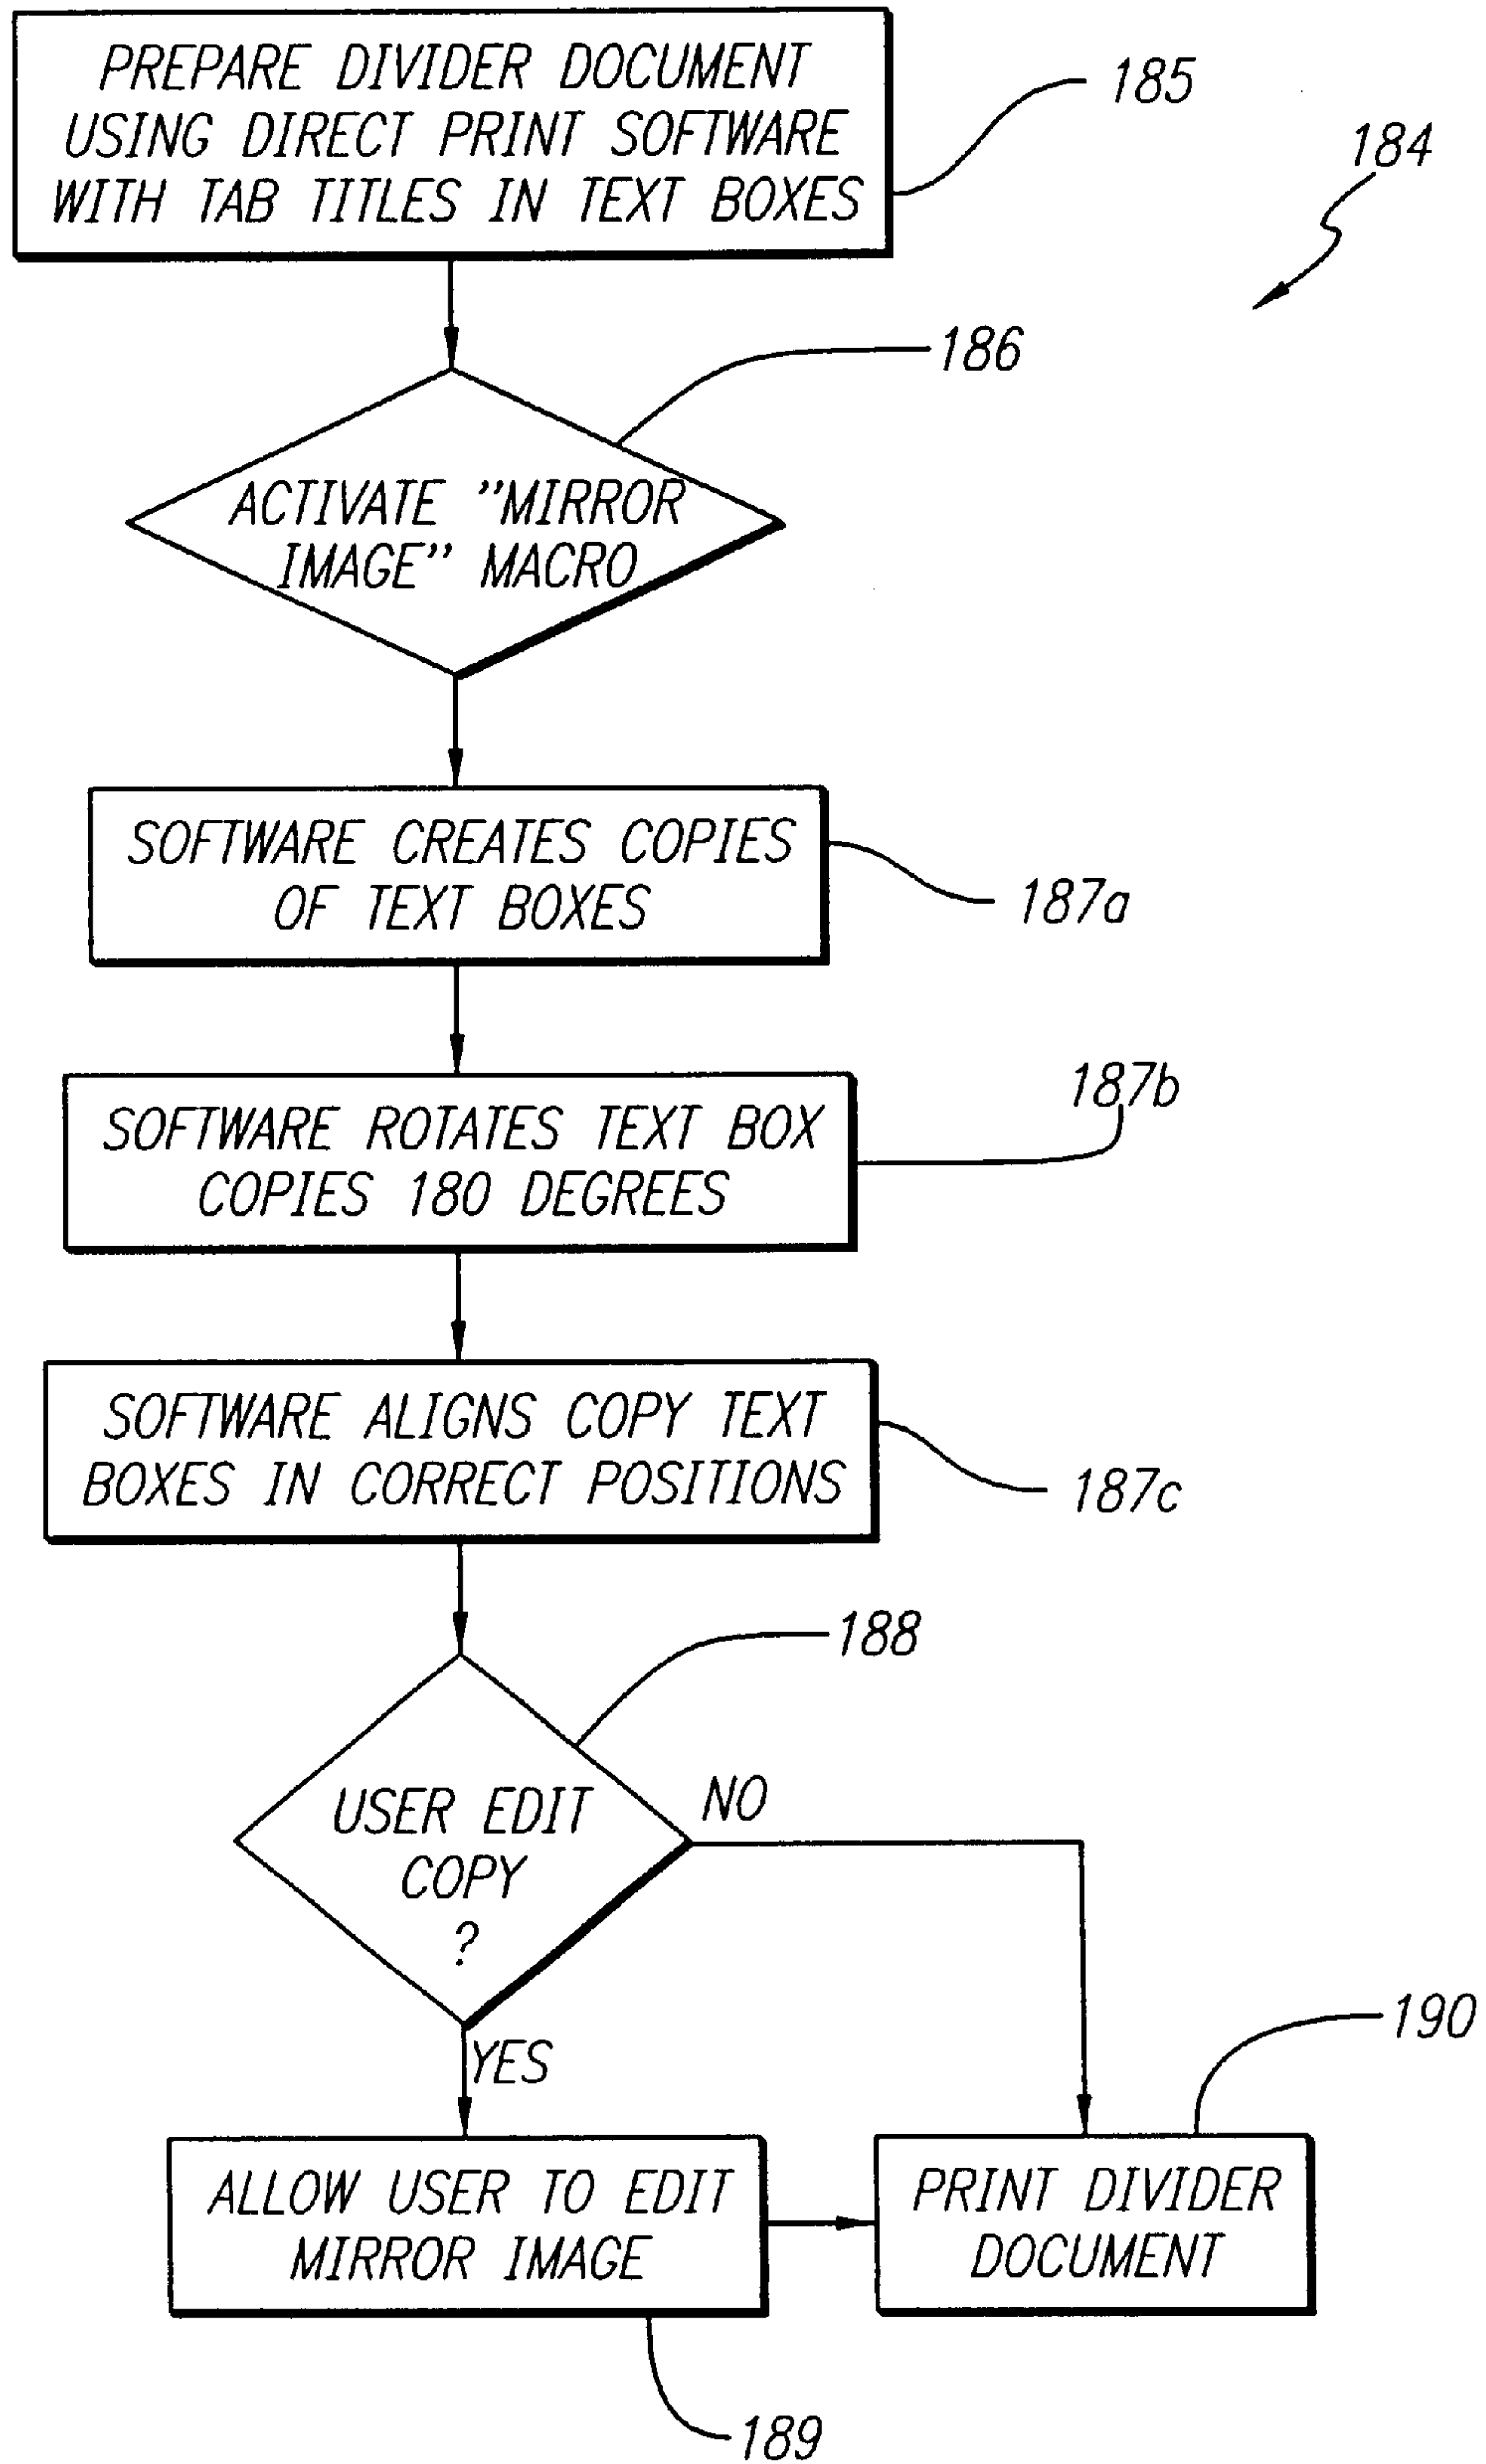 PREPARE DIVIDER DOCUMENT
USING DIRECT PRINT SOFTWARE
WITH TAB TITLES IN TEXT BOXES
185
184
186
ACTIVATE "MIRROR
IMAGE" MACRO
SOFTWARE CREATES COPIES
OF TEXT BOXES
187a
187b
SOFTWARE ROTATES TEXT BOX
COPIES 180 DEGREES
SOFTWARE ALIGNS COPY TEXT
BOXES IN CORRECT POSITIONS
187c
188
USER EDIT
COPY
?
NO
YES
190
ALLOW USER TO EDIT
MIRROR IMAGE
PRINT DIVIDER
DOCUMENT
189